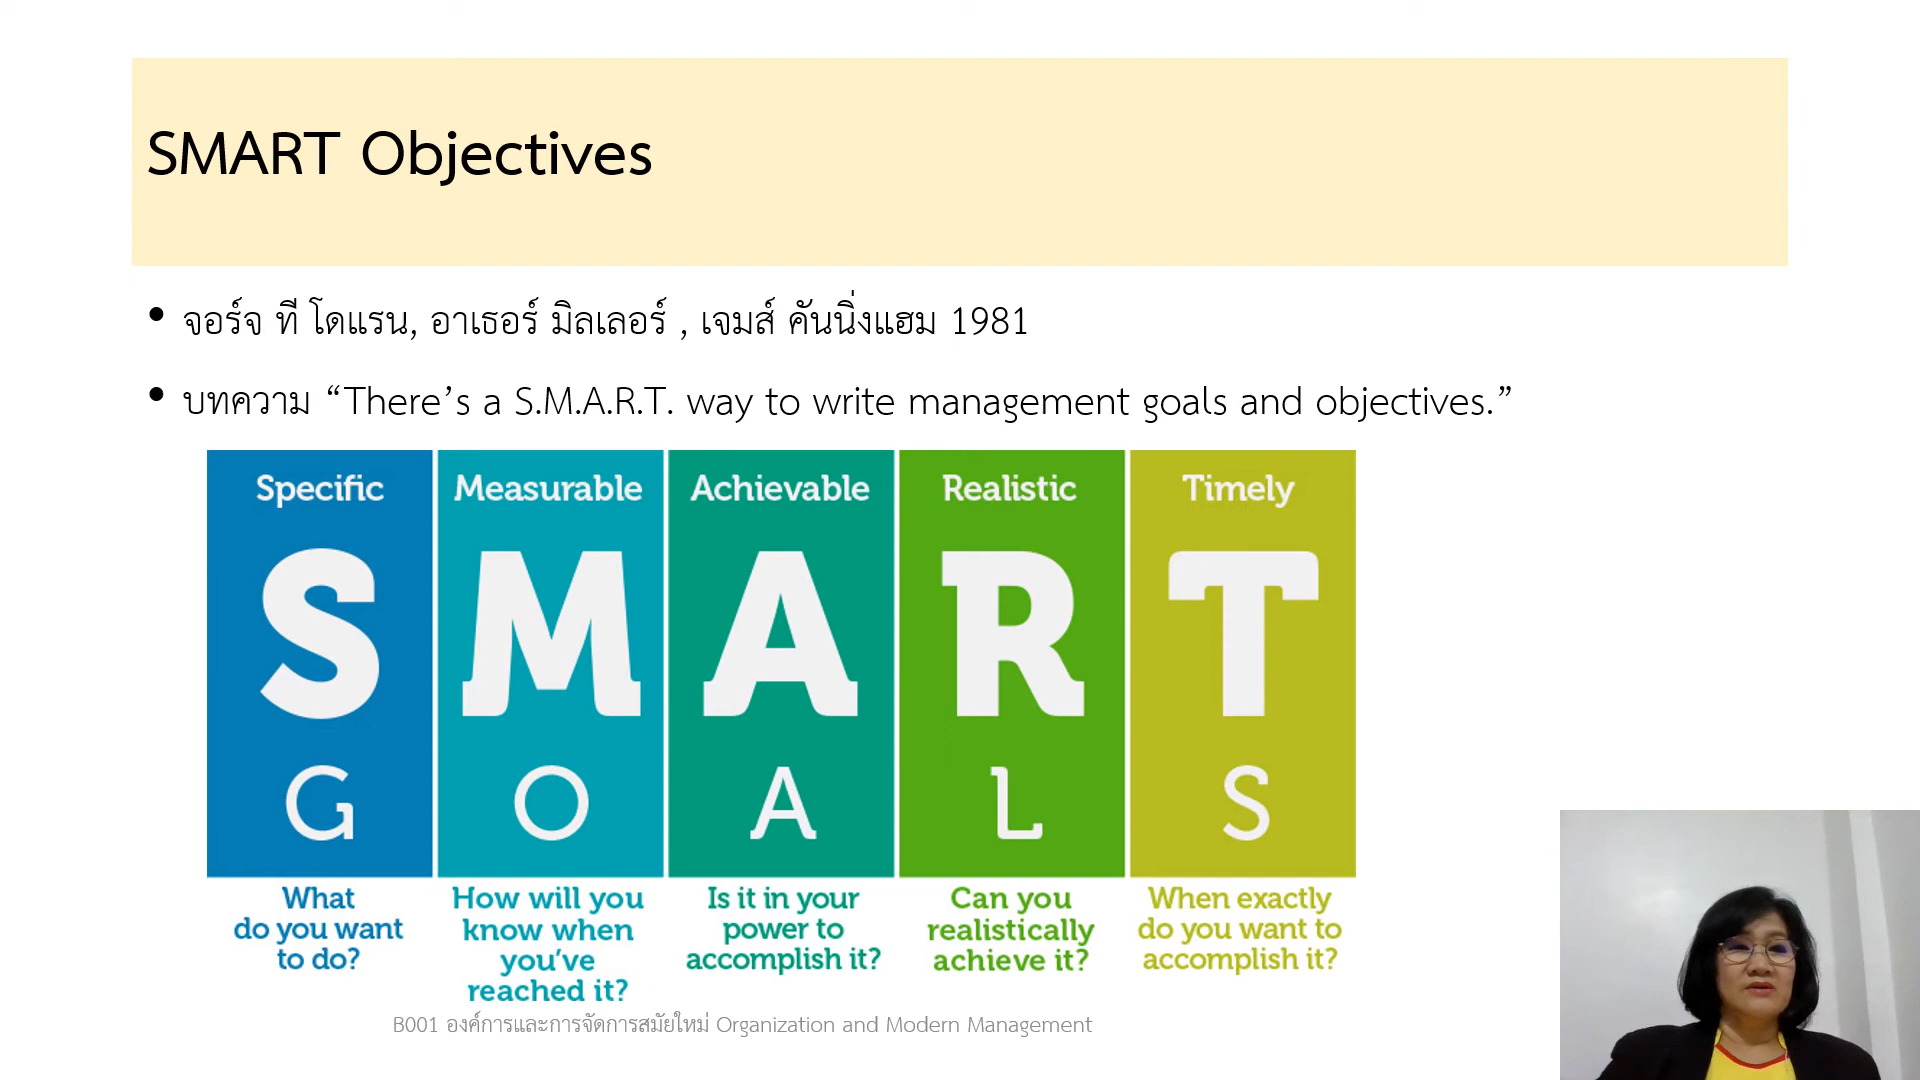 SMART Objectives
• จอร์จ ที โดแรน, อาเธอร์ มิลเลอร์ , เจมส์ คันนิ่งแฮม 1981
• บทความ “There’s a S.M.A.R.T. way to write management goals and objectives.”
Specific Measurable Achievable Realistic Timely
S M A R T
G O A L S
What
do you want
to do?
How will you
know when
you’ve
reached it?
Is it in your
power to
accomplish it?
Can you
realistically
achieve it?
When exactly
do you want to
accomplish it?
B001 องค์การและการจัดการสมัยใหม่ Organization and Modern Management